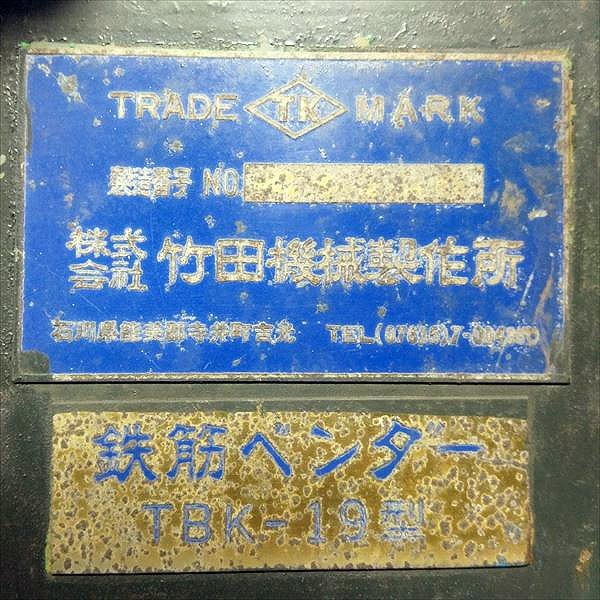 TRADE TK MARK
製造番号 NO.
株式会社 竹田機械製作所
石川県能美郡寺井町吉光 TEL
鉄筋ベンダー
TBK-19型